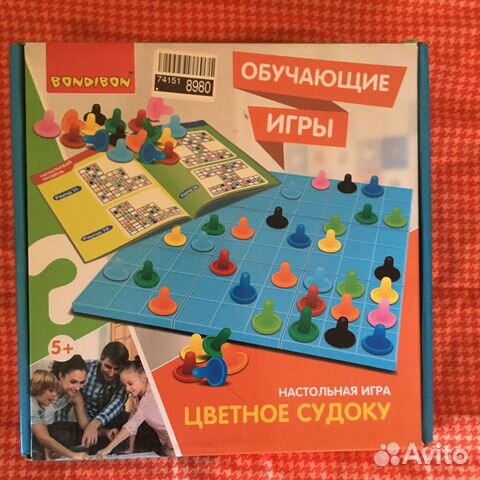 BONDIBON
74151
8980
ОБУЧАЮЩИЕ
ИГРЫ
5+
НАСТОЛЬНАЯ ИГРА
ЦВЕТНОЕ СУДОКУ
Avito